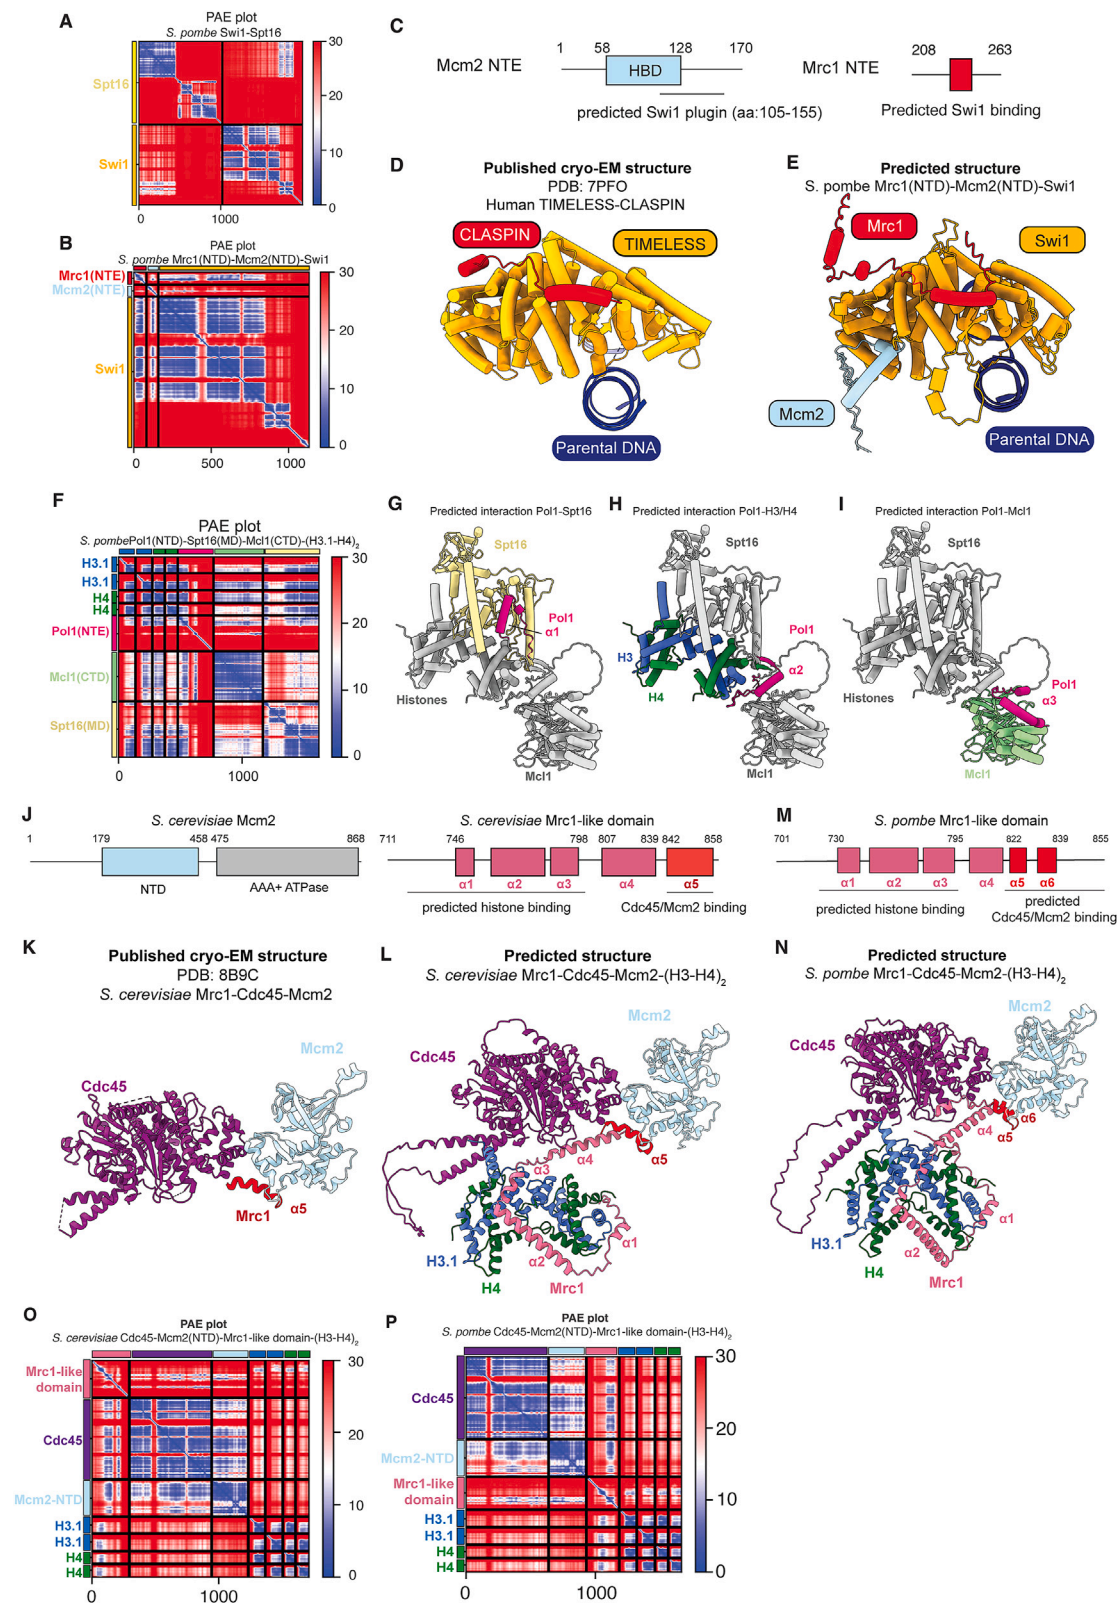 A
PAE plot
S. pombe Swi1-Spt16
Spt16
Swi1
30
20
10
0
0
1000
B
PAE plot
S. pombe Mrc1(NTD)-Mcm2(NTD)-Swi1
Mrc1(NTE)
Mcm2(NTE)
Swi1
30
20
10
0
0
500
1000
C
Mcm2 NTE
1
58
128
170
HBD
predicted Swi1 plugin (aa:105-155)
Mrc1 NTE
208
263
Predicted Swi1 binding
D
Published cryo-EM structure
PDB: 7PFO
Human TIMELESS-CLASPIN
CLASPIN
TIMELESS
Parental DNA
E
Predicted structure
S. pombe Mrc1(NTD)-Mcm2(NTD)-Swi1
Mrc1
Swi1
Mcm2
Parental DNA
F
PAE plot
S. pombePol1(NTD)-Spt16(MD)-Mcl1(CTD)-(H3.1-H4)2
H3.1
H3.1
H4
H4
Pol1(NTE)
Mcl1(CTD)
Spt16(MD)
30
20
10
0
0
1000
G
Predicted interaction Pol1-Spt16
Spt16
Pol1
α1
Histones
Mcl1
H
Predicted interaction Pol1-H3/H4
Spt16
H3
H4
Pol1
α2
Mcl1
I
Predicted interaction Pol1-Mcl1
Spt16
Histones
Pol1
α3
Mcl1
J
S. cerevisiae Mcm2
1
179
458
475
868
NTD
AAA+ ATPase
S. cerevisiae Mrc1-like domain
711
746
798
807
839
842
858
α1
α2
α3
α4
α5
predicted histone binding
Cdc45/Mcm2 binding
M
S. pombe Mrc1-like domain
701
730
795
822
839
855
α1
α2
α3
α4
α5
α6
predicted histone binding
predicted
Cdc45/Mcm2 binding
K
Published cryo-EM structure
PDB: 8B9C
S. cerevisiae Mrc1-Cdc45-Mcm2
Cdc45
Mcm2
Mrc1
α5
L
Predicted structure
S. cerevisiae Mrc1-Cdc45-Mcm2-(H3-H4)2
Cdc45
Mcm2
α3
α4
α5
H3.1
H4
α2
α1
Mrc1
N
Predicted structure
S. pombe Mrc1-Cdc45-Mcm2-(H3-H4)2
Mcm2
Cdc45
α4
α5
α6
α1
H3.1
α2
H4
Mrc1
O
PAE plot
S. cerevisiae Cdc45-Mcm2(NTD)-Mrc1-like domain-(H3-H4)2
Mrc1-like
domain
Cdc45
Mcm2-NTD
H3.1
H3.1
H4
H4
30
20
10
0
0
1000
P
PAE plot
S. pombe Cdc45-Mcm2(NTD)-Mrc1-like domain-(H3-H4)2
Cdc45
Mcm2-NTD
Mrc1-like
domain
H3.1
H3.1
H4
H4
30
20
10
0
0
1000